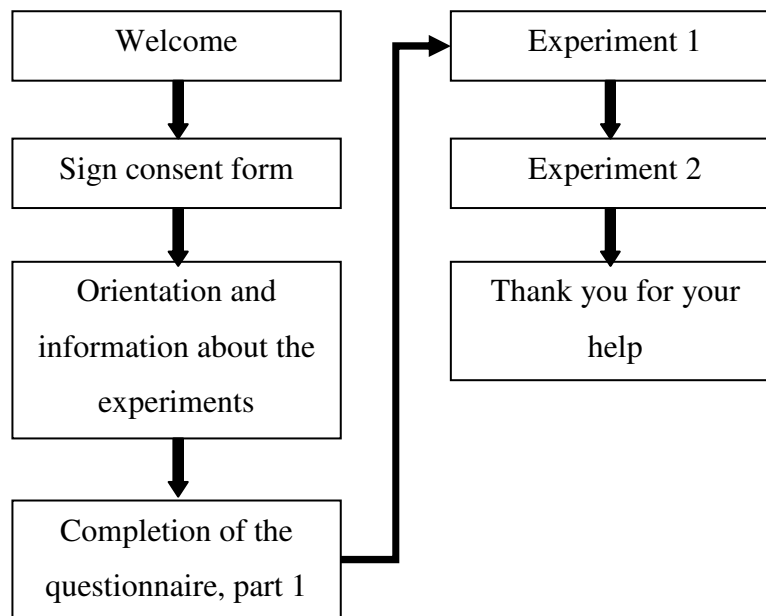 Welcome
Sign consent form
Orientation and
information about the
experiments
Completion of the
questionnaire, part 1
Experiment 1
Experiment 2
Thank you for your
help